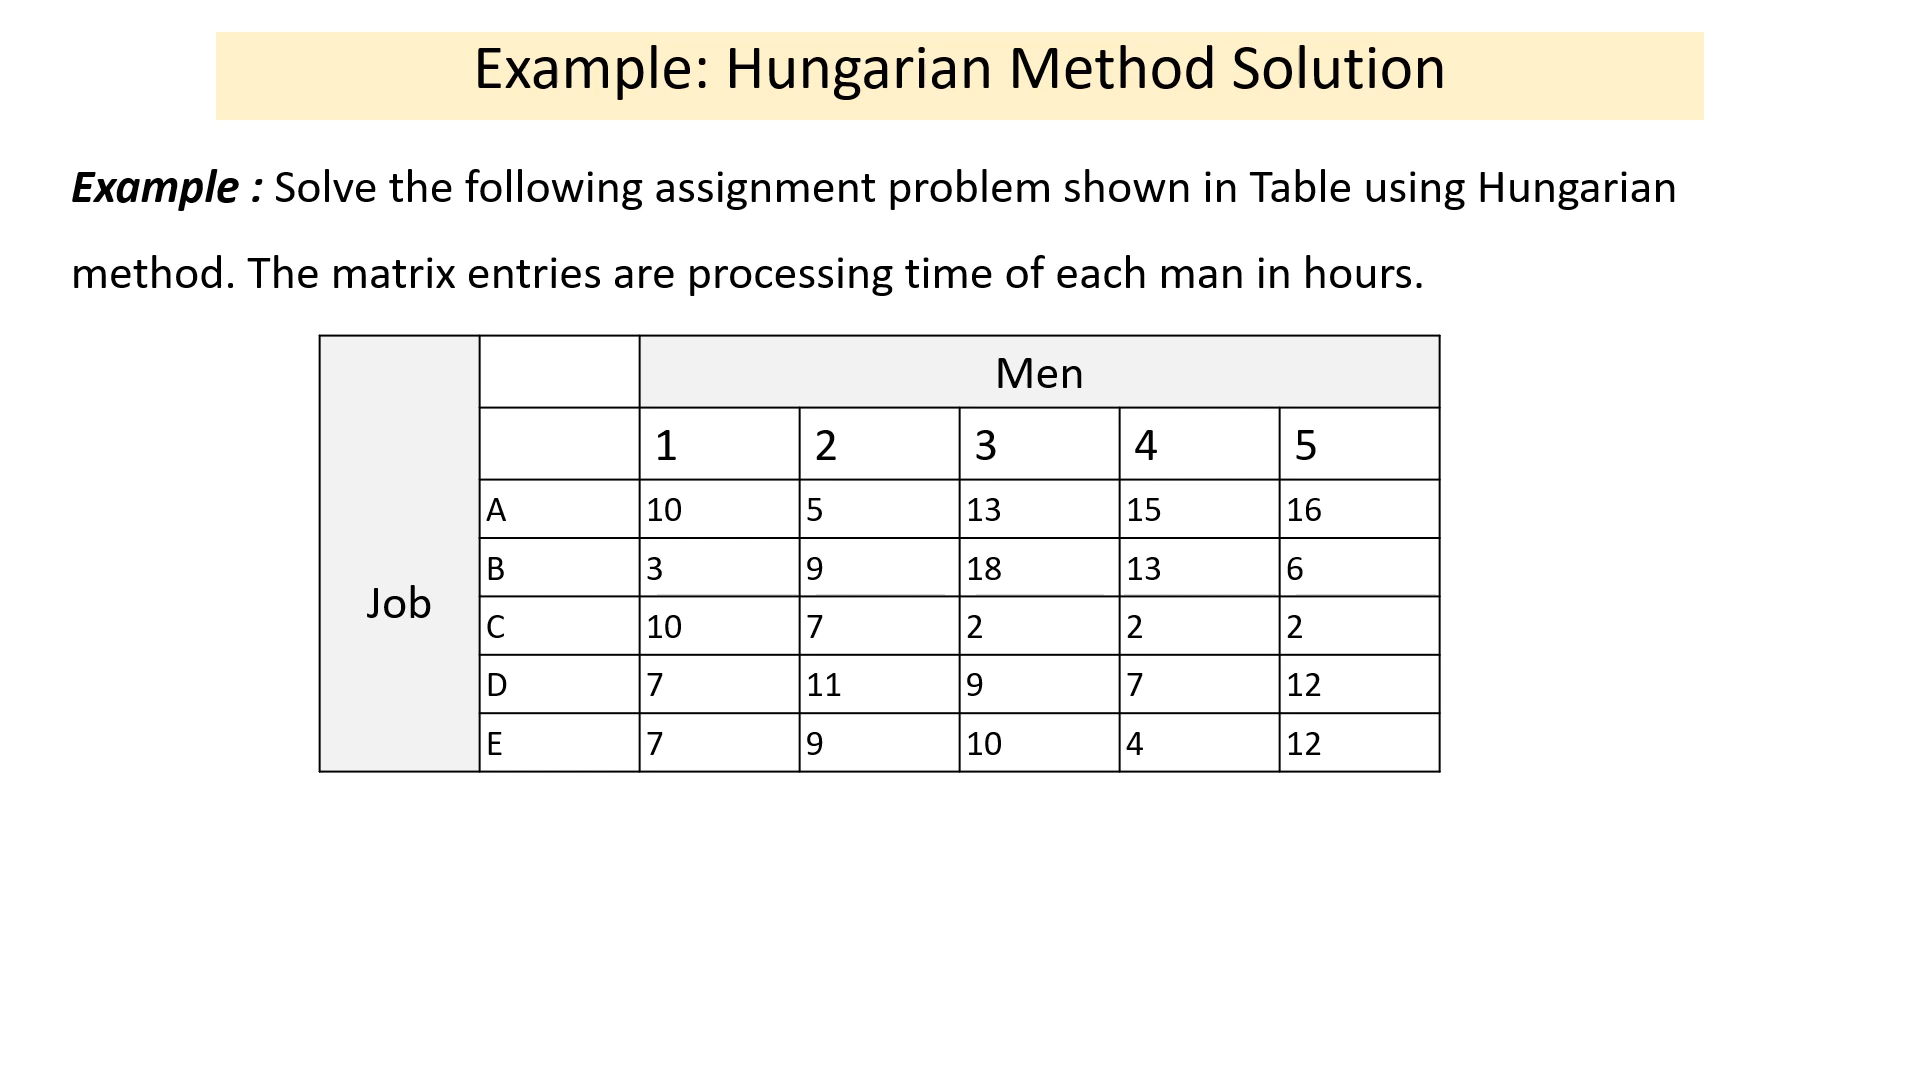 Example: Hungarian Method Solution
Example : Solve the following assignment problem shown in Table using Hungarian
method. The matrix entries are processing time of each man in hours.
Men
1 2 3 4 5
A 10 5 13 15 16
B 3 9 18 13 6
Job
C 10 7 2 2 2
D 7 11 9 7 12
E 7 9 10 4 12